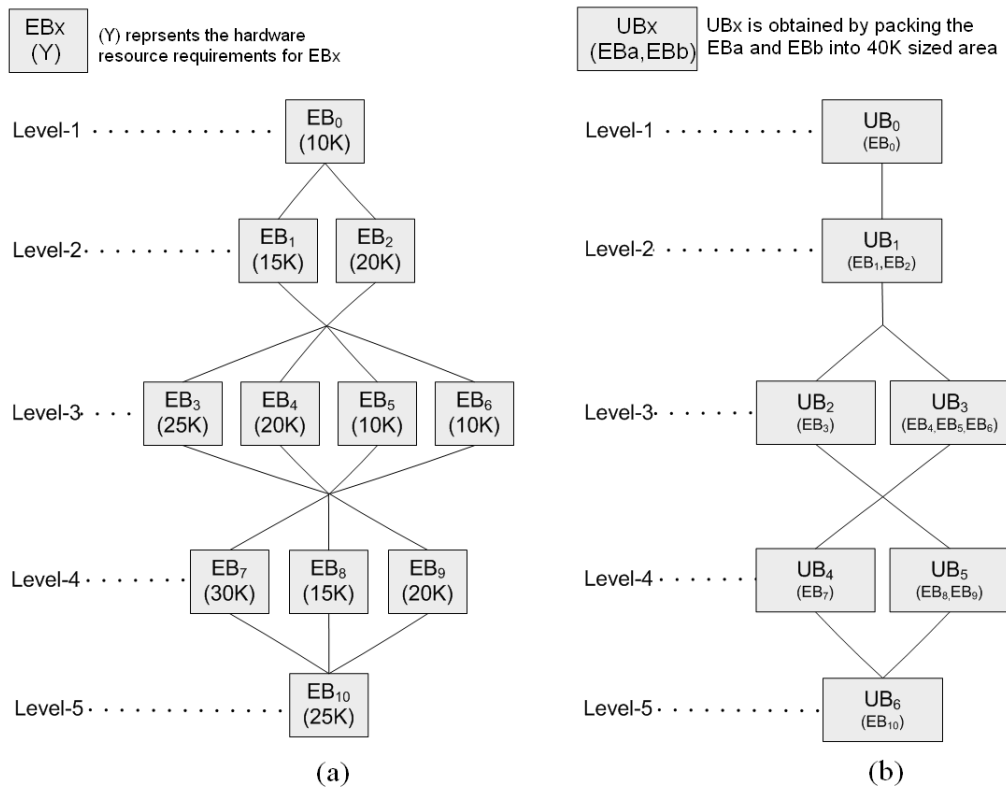 EBx
(Y)
(Y) reprsents the hardware
resource requirements for EBx
Level-1
EB₀
(10K)
Level-2
EB₁
(15K)
EB₂
(20K)
Level-3
EB₃
(25K)
EB₄
(20K)
EB₅
(10K)
EB₆
(10K)
Level-4
EB₇
(30K)
EB₈
(15K)
EB₉
(20K)
Level-5
EB₁₀
(25K)
(a)
UBx
(EBa,EBb)
UBx is obtained by packing the
EBa and EBb into 40K sized area
Level-1
UB₀
(EB₀)
Level-2
UB₁
(EB₁,EB₂)
Level-3
UB₂
(EB₃)
UB₃
(EB₄,EB₅,EB₆)
Level-4
UB₄
(EB₇)
UB₅
(EB₈,EB₉)
Level-5
UB₆
(EB₁₀)
(b)